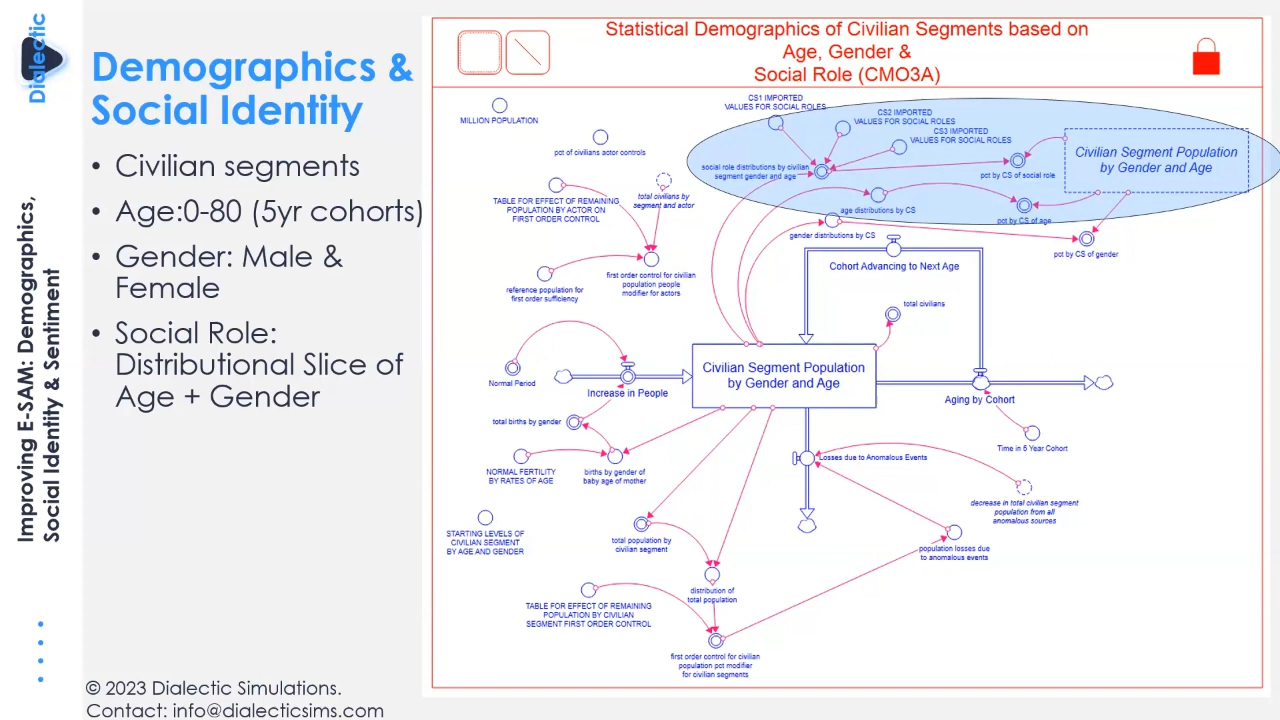 Dialectic
Improving E-SAM: Demographics,
Social Identity & Sentiment
Demographics &
Social Identity
• Civilian segments
• Age:0-80 (5yr cohorts)
• Gender: Male &
Female
• Social Role:
Distributional Slice of
Age + Gender
© 2023 Dialectic Simulations.
Contact: info@dialecticsims.com
Statistical Demographics of Civilian Segments based on
Age, Gender &
Social Role (CMO3A)
MILLION POPULATION
pct of civilians actor controls
CS1 IMPORTED
VALUES FOR SOCIAL ROLES
CS2 IMPORTED
VALUES FOR SOCIAL ROLES
CS3 IMPORTED
VALUES FOR SOCIAL ROLES
social role distributions by civilian
segment gender and age
pct by CS of social role
Civilian Segment Population
by Gender and Age
TABLE FOR EFFECT OF REMAINING
POPULATION BY ACTOR ON
FIRST ORDER CONTROL
total civilians by
segment and actor
age distributions by CS
pct by CS of age
gender distributions by CS
pct by CS of gender
reference population for
first order sufficiency
first order control for civilian
population people
modifier for actors
Cohort Advancing to Next Age
total civilians
Normal Period
Increase in People
Civilian Segment Population
by Gender and Age
Aging by Cohort
total births by gender
Time in 5 Year Cohort
NORMAL FERTILITY
BY RATES OF AGE
births by gender of
baby age of mother
Losses due to Anomalous Events
decrease in total civilian segment
population from all
anomalous sources
STARTING LEVELS OF
CIVILIAN SEGMENT
BY AGE AND GENDER
total population by
civilian segment
population losses due
to anomalous events
distribution of
total population
TABLE FOR EFFECT OF REMAINING
POPULATION BY CIVILIAN
SEGMENT FIRST ORDER CONTROL
first order control for civilian
population pct modifier
for civilian segments